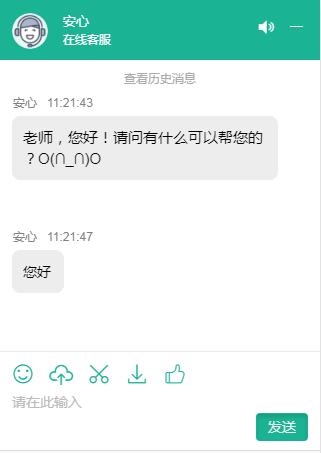 安心
在线客服
查看历史消息
安心 11:21:43
老师，您好！请问有什么可以帮您的
？O(∩_∩)O
安心 11:21:47
您好
请在此输入
发送